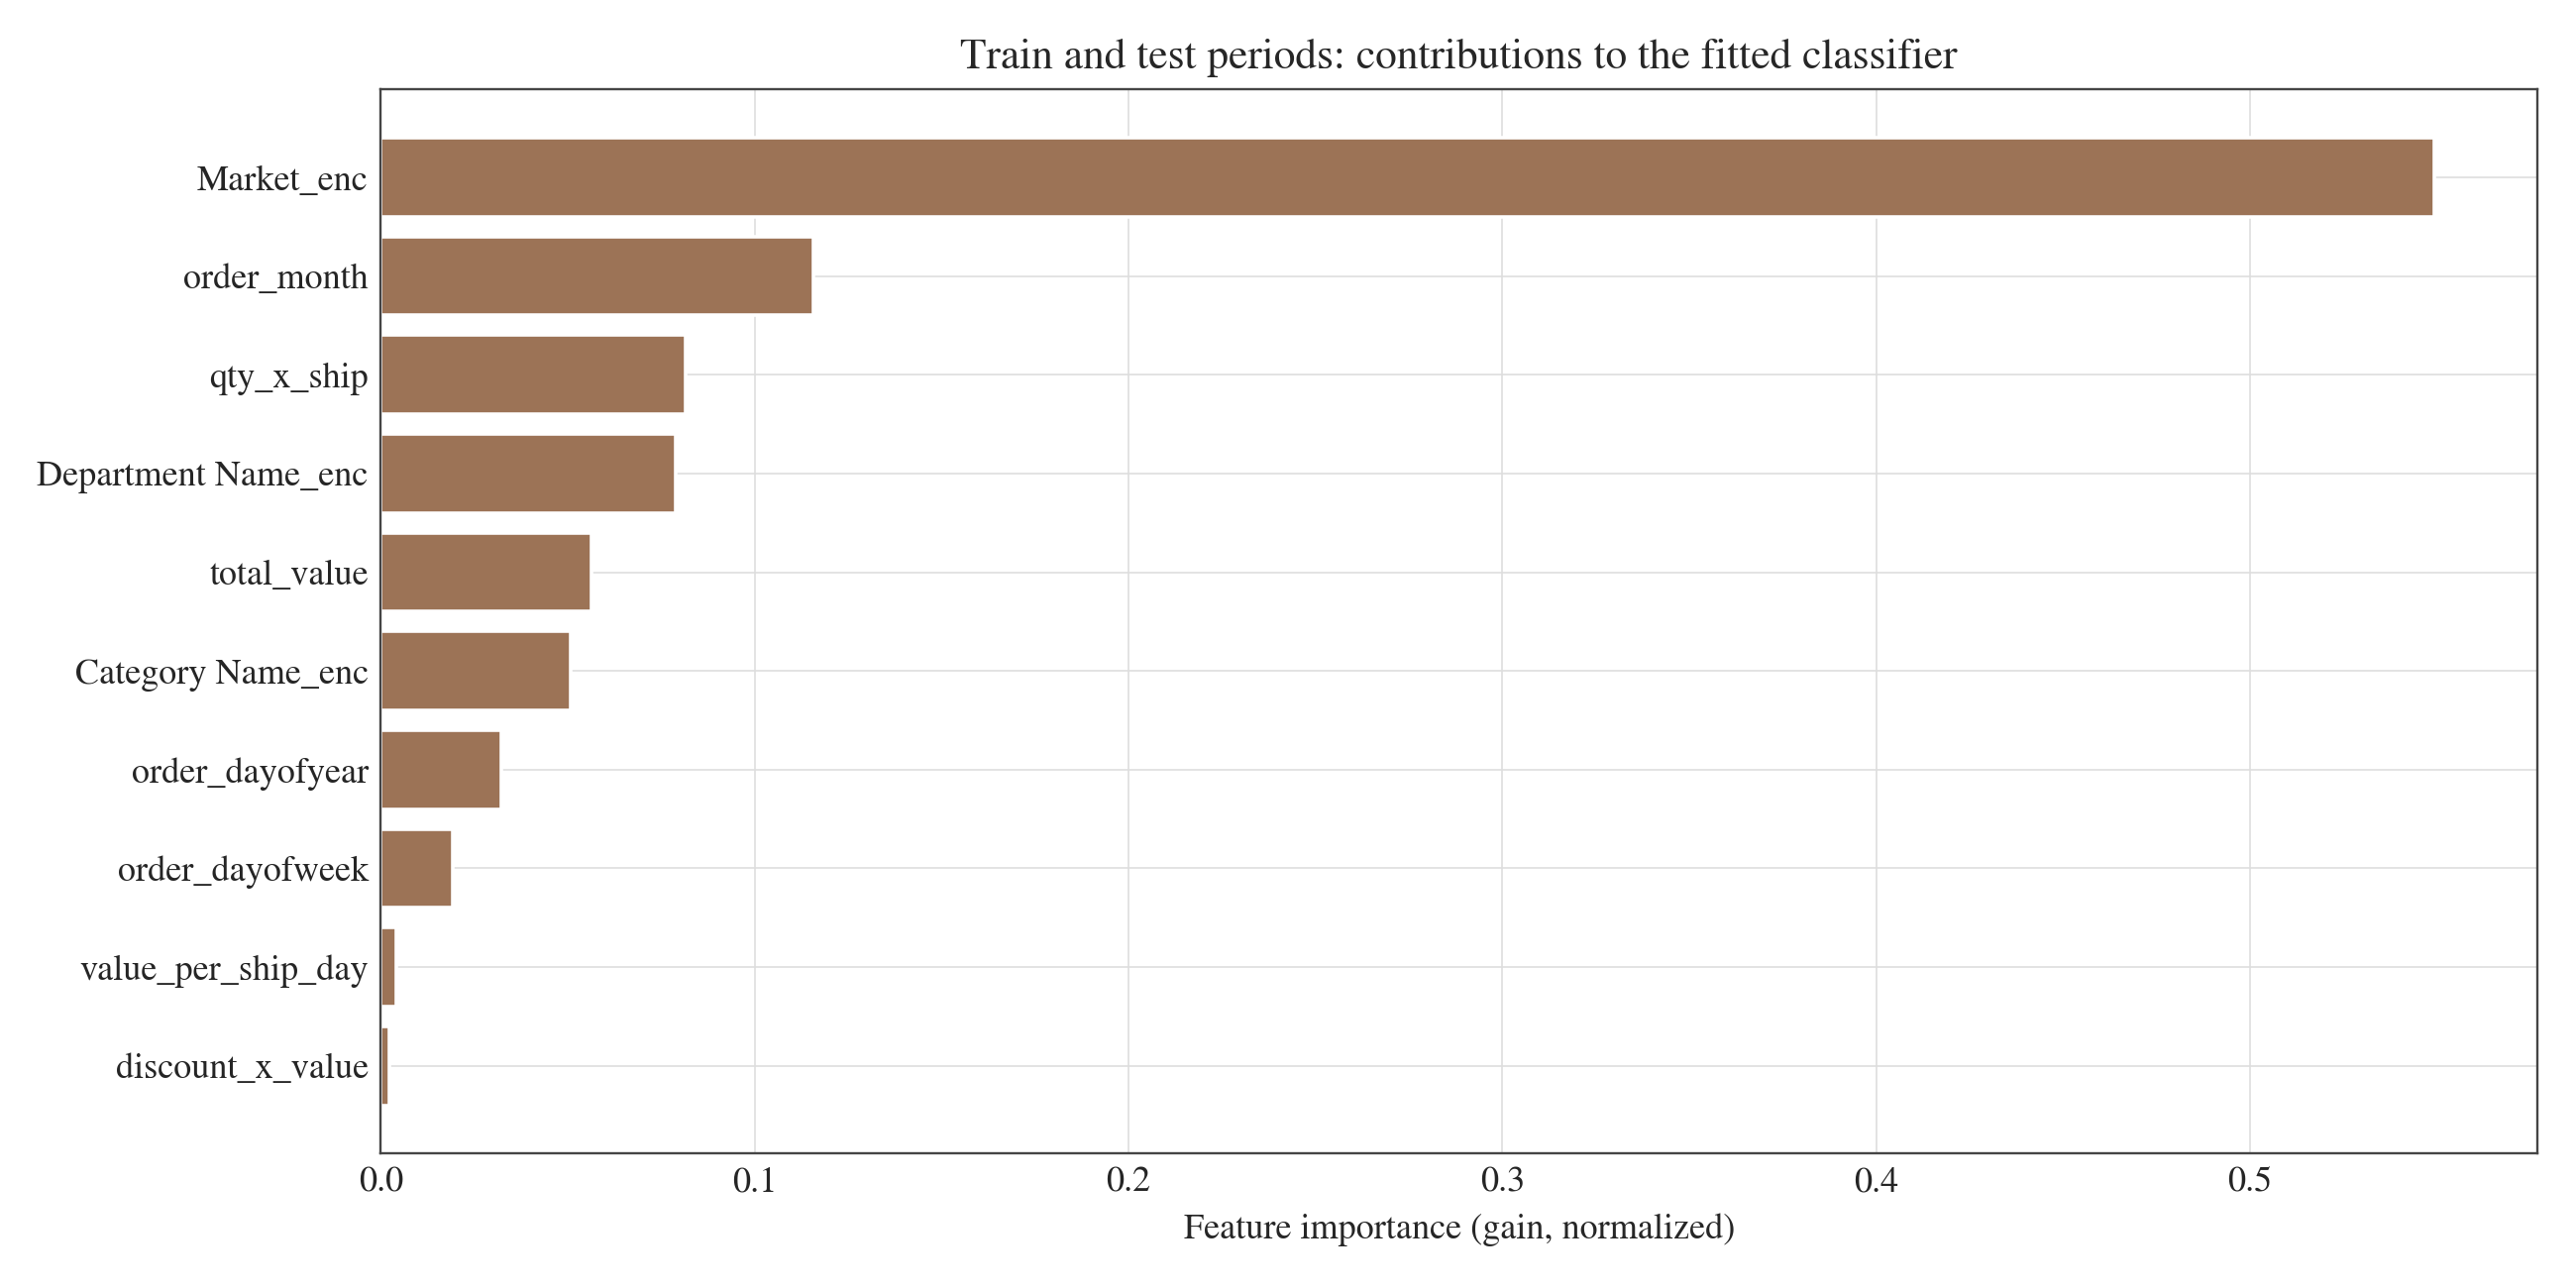 Train and test periods: contributions to the fitted classifier
Market_enc
order_month
qty_x_ship
Department Name_enc
total_value
Category Name_enc
order_dayofyear
order_dayofweek
value_per_ship_day
discount_x_value
0.0 0.1 0.2 0.3 0.4 0.5
Feature importance (gain, normalized)